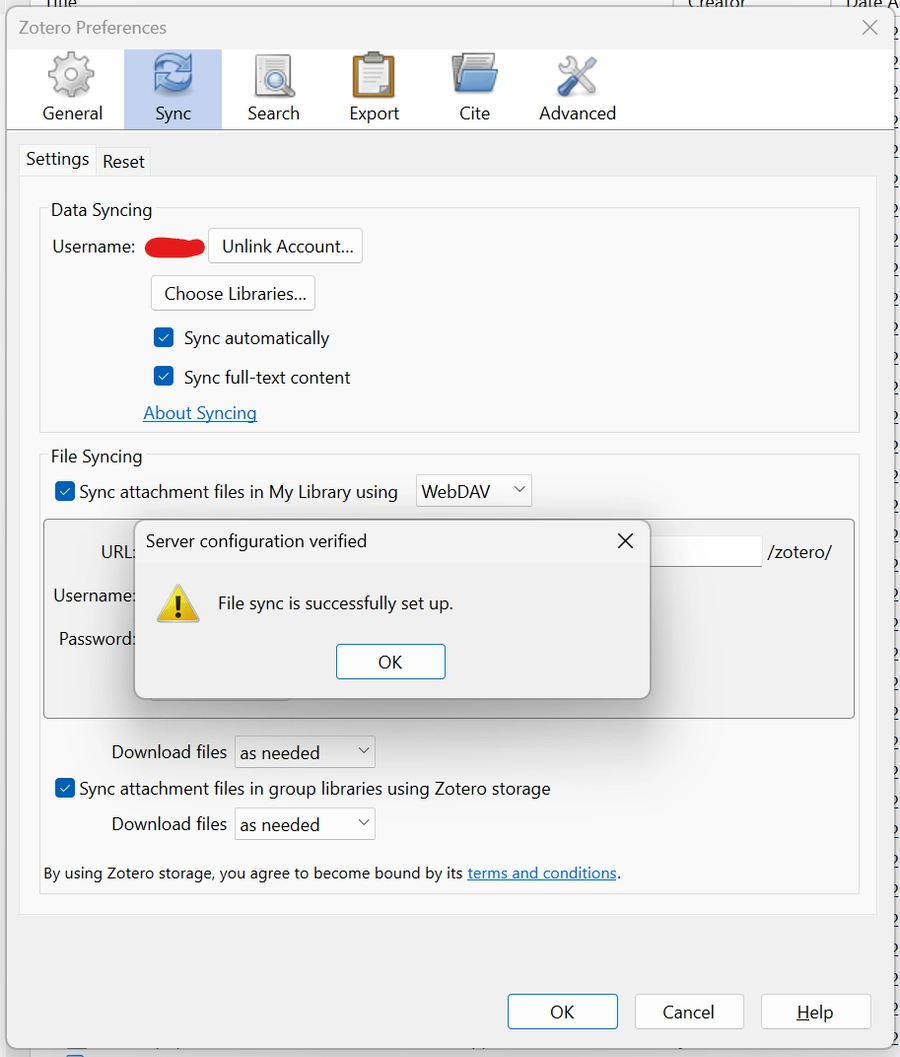 Title Creator Date A
Zotero Preferences
General Sync Search Export Cite Advanced
Settings Reset
Data Syncing
Username: Unlink Account...
Choose Libraries...
Sync automatically
Sync full-text content
About Syncing
File Syncing
Sync attachment files in My Library using WebDAV
URL: /zotero/
Server configuration verified
Username:
File sync is successfully set up.
Password:
OK
Download files as needed
Sync attachment files in group libraries using Zotero storage
Download files as needed
By using Zotero storage, you agree to become bound by its terms and conditions.
OK Cancel Help